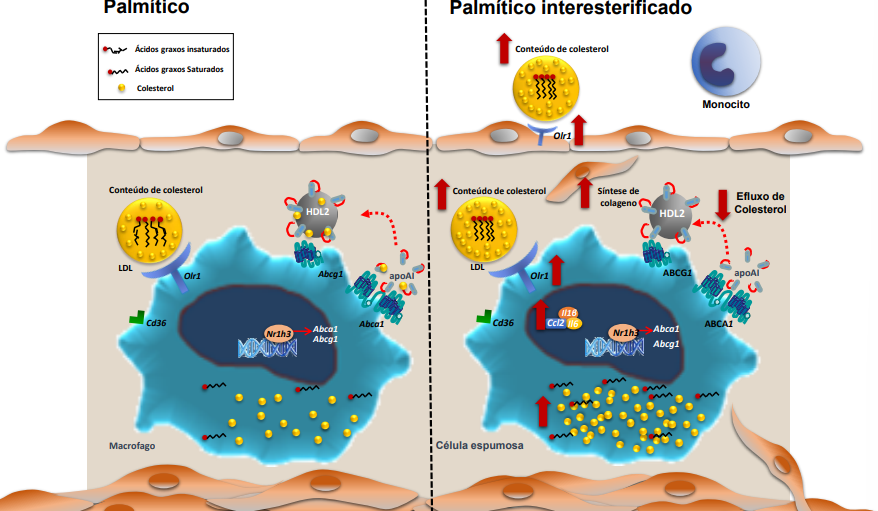 Palmítico
Palmítico interesterificado
Ácidos graxos insaturados
Ácidos graxos Saturados
Colesterol
Conteúdo de colesterol
Monocito
Olr1
Conteúdo de colesterol
HDL2
LDL
Olr1
Abcg1
apoAI
Abca1
Cd36
Nr1h3
Abca1
Abcg1
Macrofago
Conteúdo de colesterol
Síntese de
colageno
HDL2
Efluxo de
Colesterol
LDL
Olr1
ABCG1
apoAI
ABCA1
Cd36
Ccl2
Il6
Nr1h3
Abca1
Abcg1
Célula espumosa